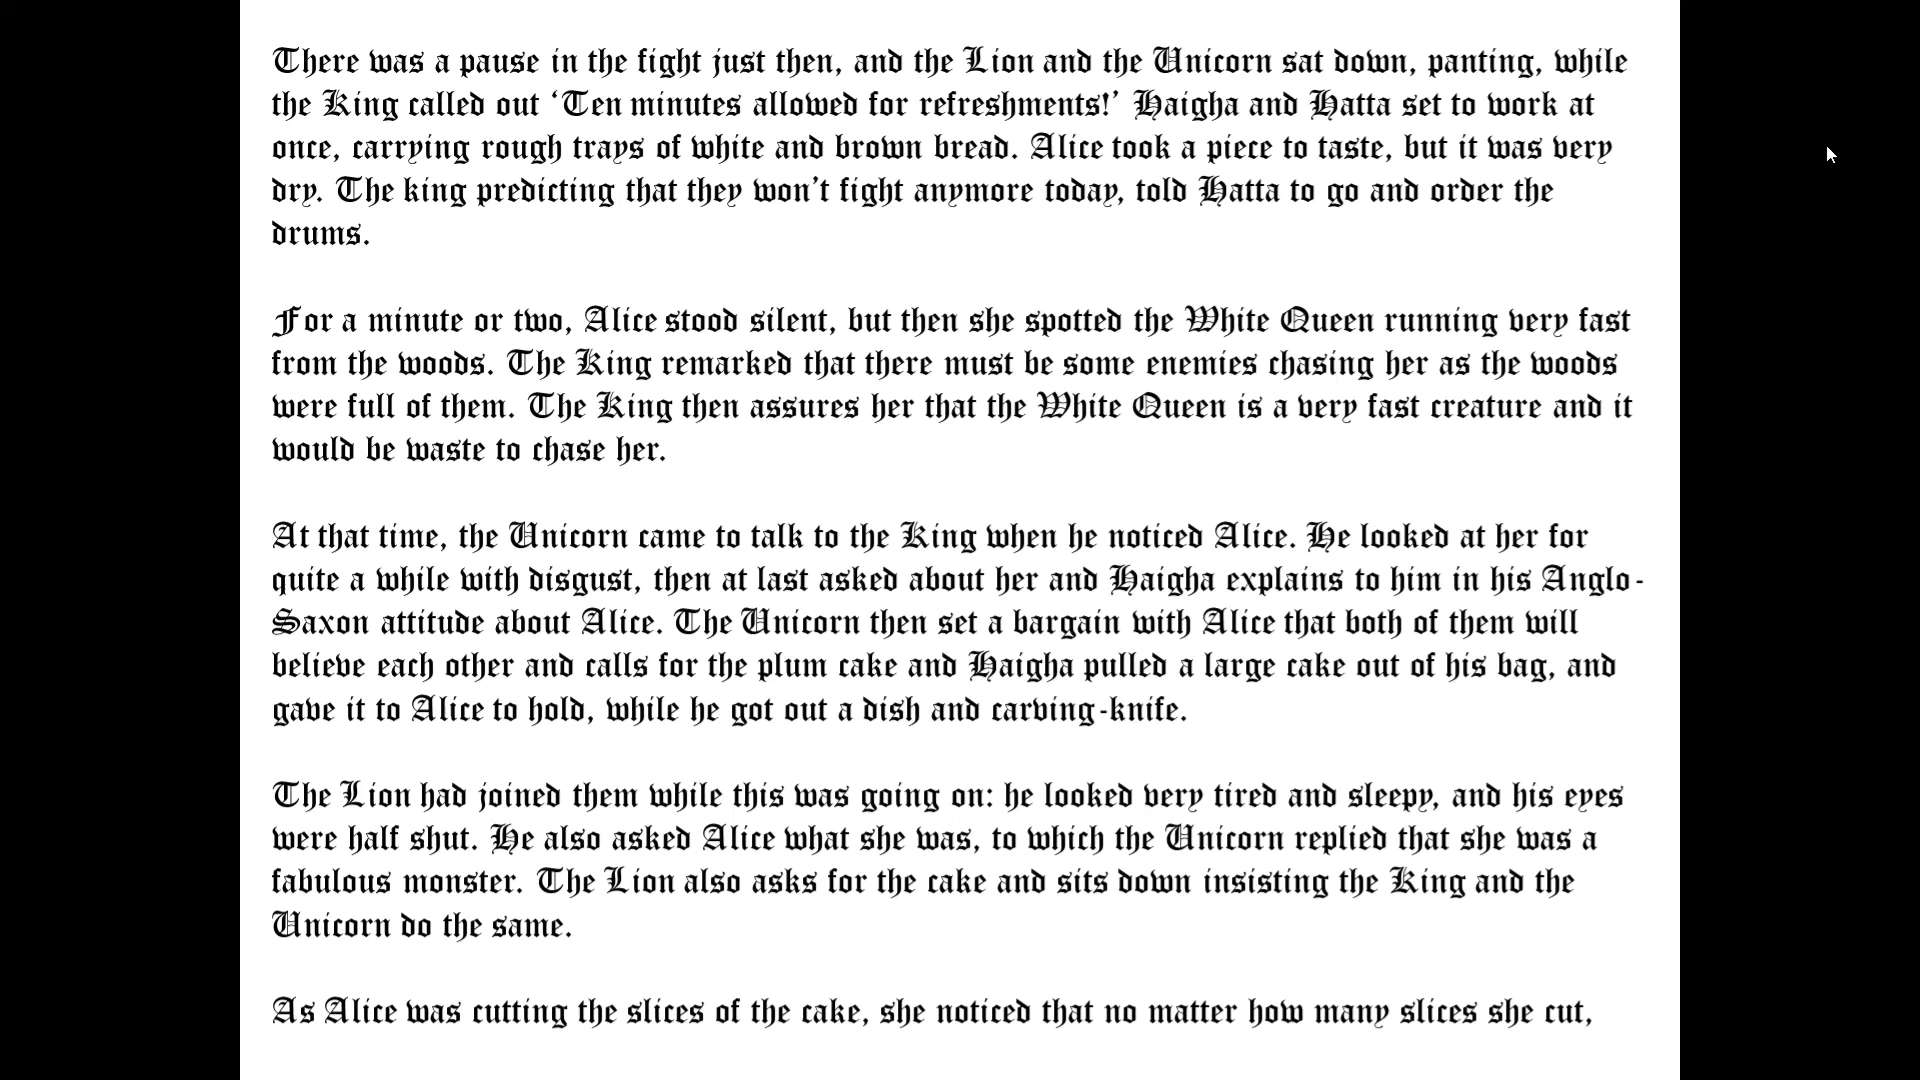 There was a pause in the fight just then, and the Lion and the Unicorn sat down, panting, while
the King called out ‘Ten minutes allowed for refreshments!’ Haigha and Hatta set to work at
once, carrying rough trays of white and brown bread. Alice took a piece to taste, but it was very
dry. The king predicting that they won’t fight anymore today, told Hatta to go and order the
drums.
For a minute or two, Alice stood silent, but then she spotted the White Queen running very fast
from the woods. The King remarked that there must be some enemies chasing her as the woods
were full of them. The King then assures her that the White Queen is a very fast creature and it
would be waste to chase her.
At that time, the Unicorn came to talk to the King when he noticed Alice. He looked at her for
quite a while with disgust, then at last asked about her and Haigha explains to him in his Anglo-
Saxon attitude about Alice. The Unicorn then set a bargain with Alice that both of them will
believe each other and calls for the plum cake and Haigha pulled a large cake out of his bag, and
gave it to Alice to hold, while he got out a dish and carving-knife.
The Lion had joined them while this was going on: he looked very tired and sleepy, and his eyes
were half shut. He also asked Alice what she was, to which the Unicorn replied that she was a
fabulous monster. The Lion also asks for the cake and sits down insisting the King and the
Unicorn do the same.
As Alice was cutting the slices of the cake, she noticed that no matter how many slices she cut,